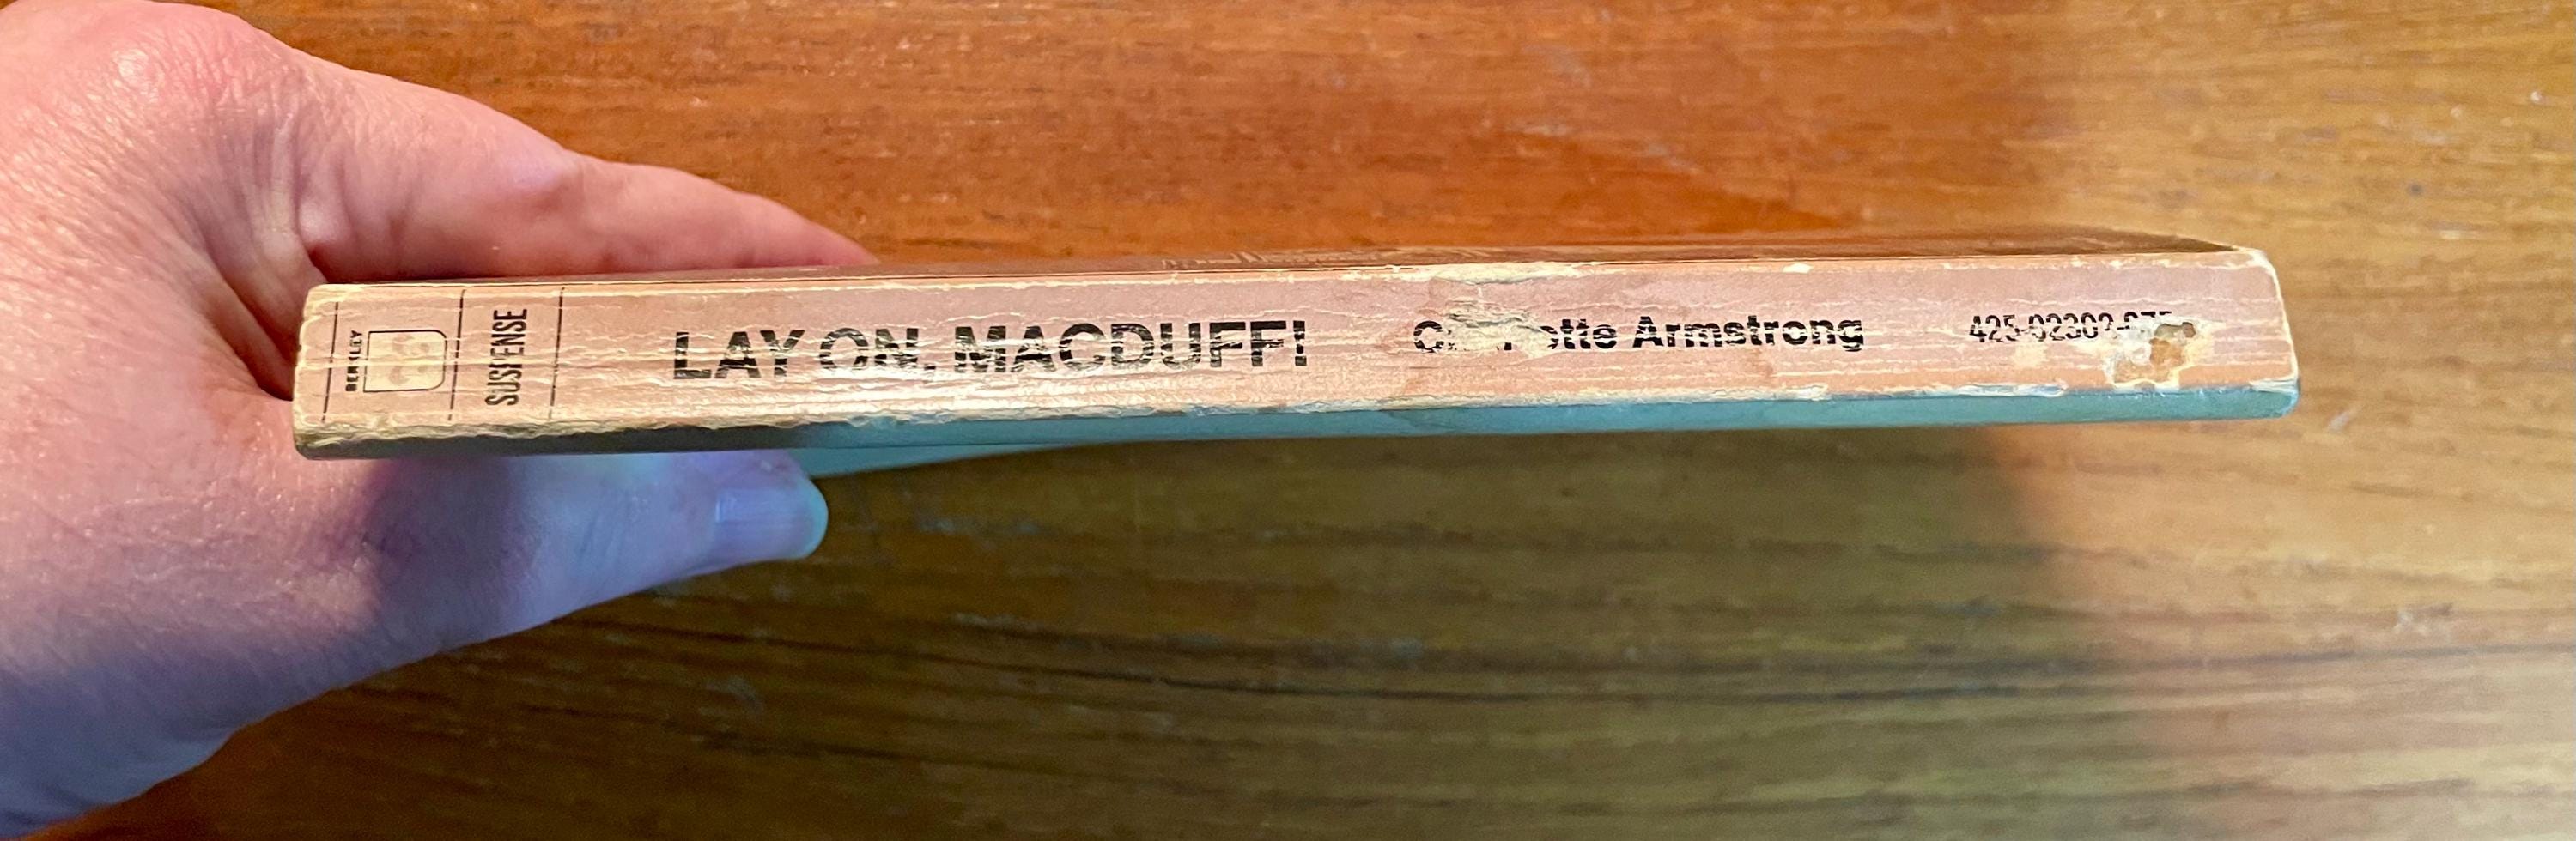 BERKLEY
SUSPENSE
LAY ON, MACDUFF!
Armstrong